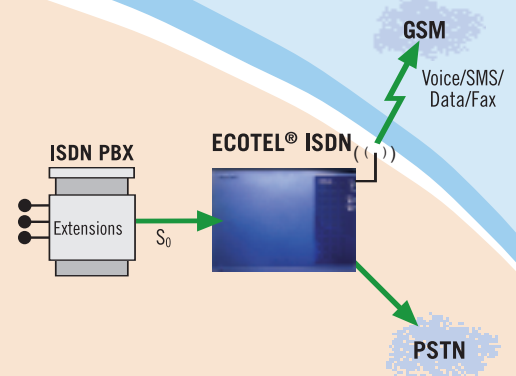 GSM
Voice/SMS/
Data/Fax
ECOTEL® ISDN
ISDN PBX
Extensions
S₀
PSTN